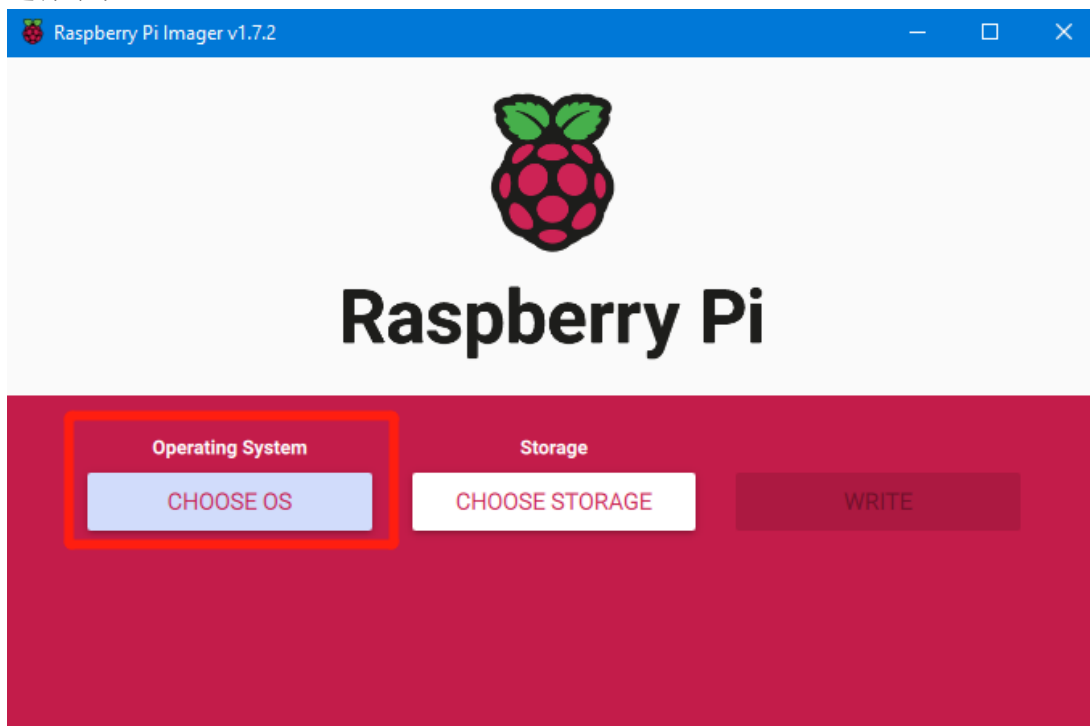 Raspberry Pi Imager v1.7.2
Raspberry Pi
Operating System
Storage
CHOOSE OS
CHOOSE STORAGE
WRITE